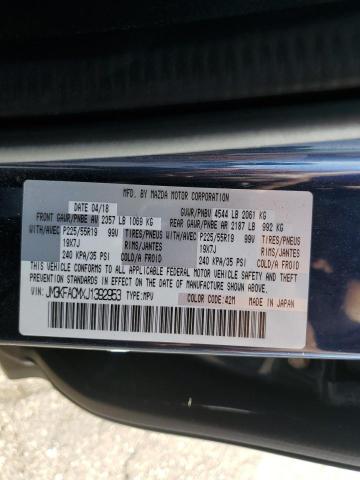 MFD. BY MAZDA MOTOR CORPORATION
DATE 04/18 GVWR/PNBV 4544 LB 2061 KG
FRONT GAWR/PNBE AV 2357 LB 1069 KG REAR GAWR/PNBE AR 2187 LB 992 KG
WITH/AVEC P225/55R19 99V TIRES/PNEUS WITH/AVEC P225/55R19 99V TIRES/PNEUS
19X7J RIMS/JANTES 19X7J RIMS/JANTES
240 KPA/35 PSI COLD/A FROID 240 KPA/35 PSI COLD/A FROID
THIS VEHICLE CONFORMS TO ALL APPLICABLE FEDERAL MOTOR VEHICLE SAFETY, BUMPER, AND THEFT
PREVENTION STANDARDS IN EFFECT ON THE DATE OF MANUFACTURE SHOWN ABOVE.
VIN: JM3KFACMXJ1392953 TYPE: MPV COLOR CODE: 42M MADE IN JAPAN